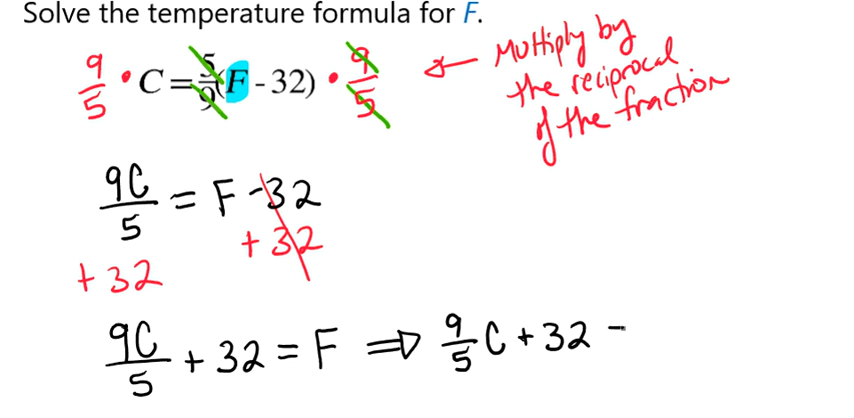 Solve the temperature formula for F.
9/5 • C = 5/9(F - 32) • 9/5 ← Multiply by
the reciprocal
of the fraction
9C/5 = F - 32
+ 32 + 32
9C/5 + 32 = F ⇒ 9/5 C + 32 -